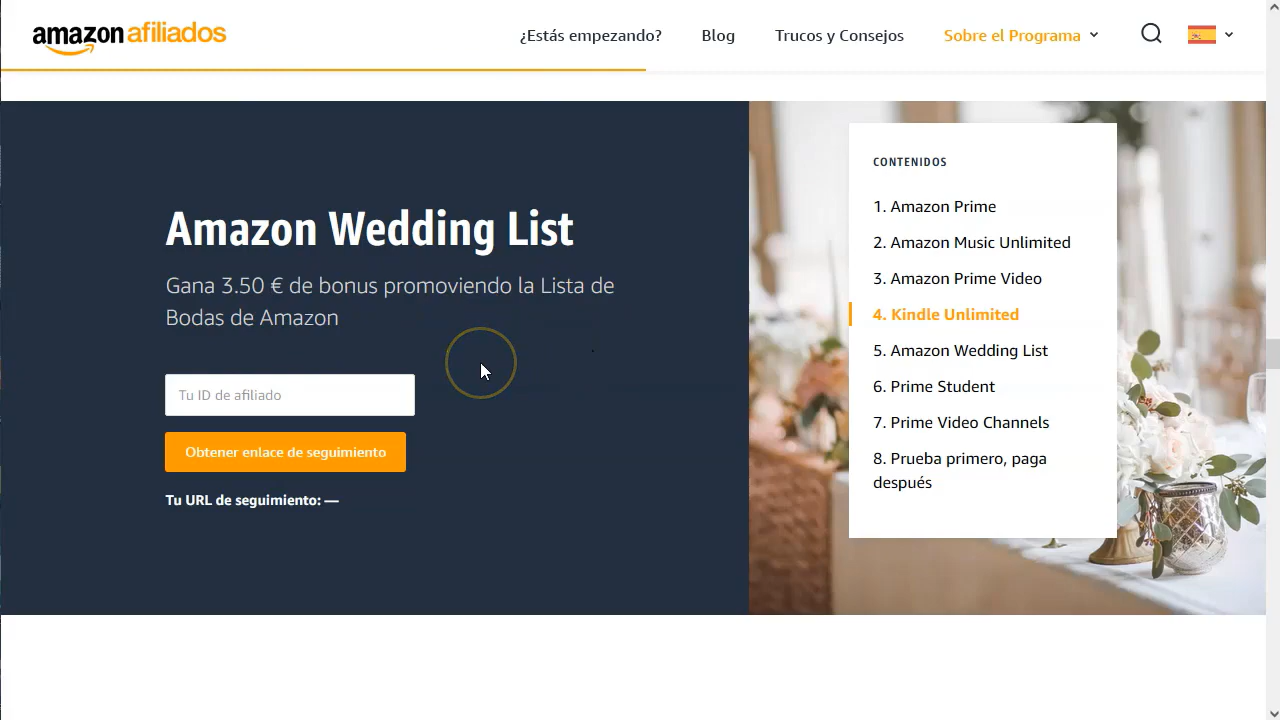 amazon afiliados
¿Estás empezando?
Blog
Trucos y Consejos
Sobre el Programa
Amazon Wedding List
Gana 3.50 € de bonus promoviendo la Lista de
Bodas de Amazon
Tu ID de afiliado
Obtener enlace de seguimiento
Tu URL de seguimiento: —
CONTENIDOS
1. Amazon Prime
2. Amazon Music Unlimited
3. Amazon Prime Video
4. Kindle Unlimited
5. Amazon Wedding List
6. Prime Student
7. Prime Video Channels
8. Prueba primero, paga
después